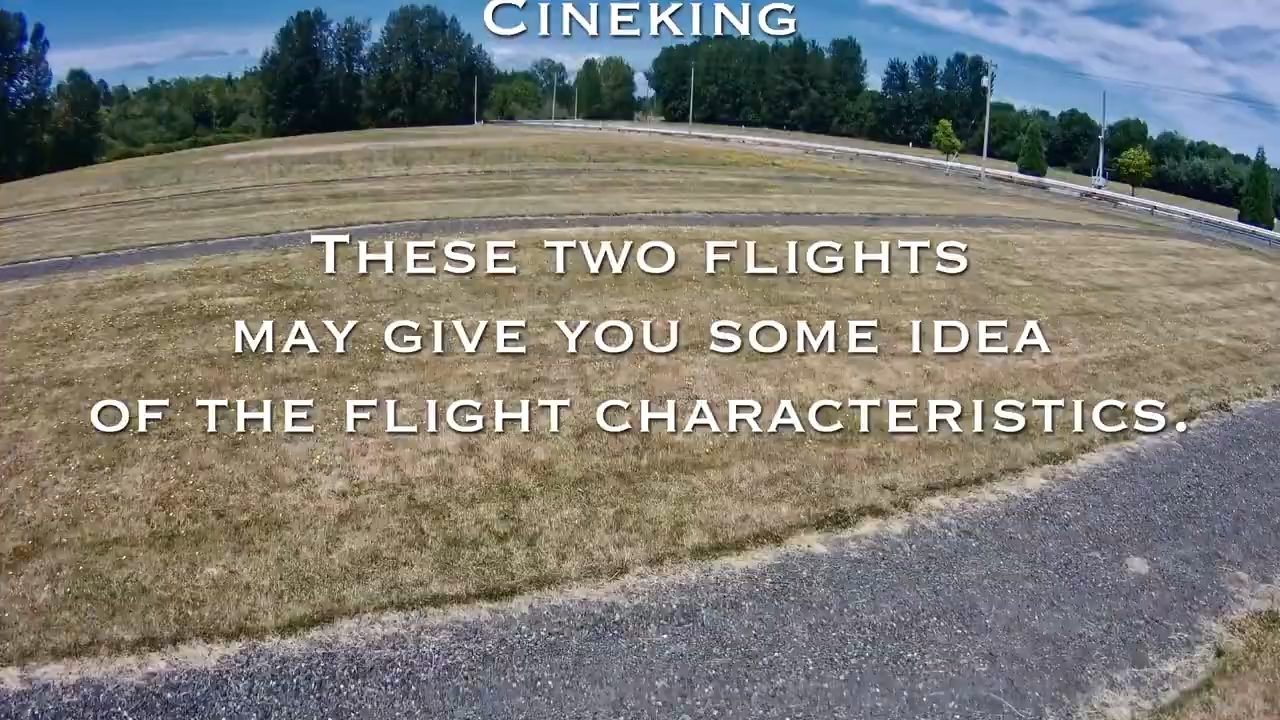 Cineking
These two flights
may give you some idea
of the flight characteristics.